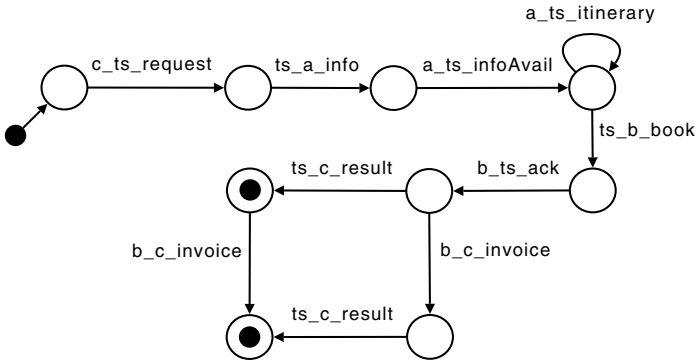 a_ts_itinerary
c_ts_request
ts_a_info
a_ts_infoAvail
ts_b_book
ts_c_result
b_ts_ack
b_c_invoice
b_c_invoice
ts_c_result